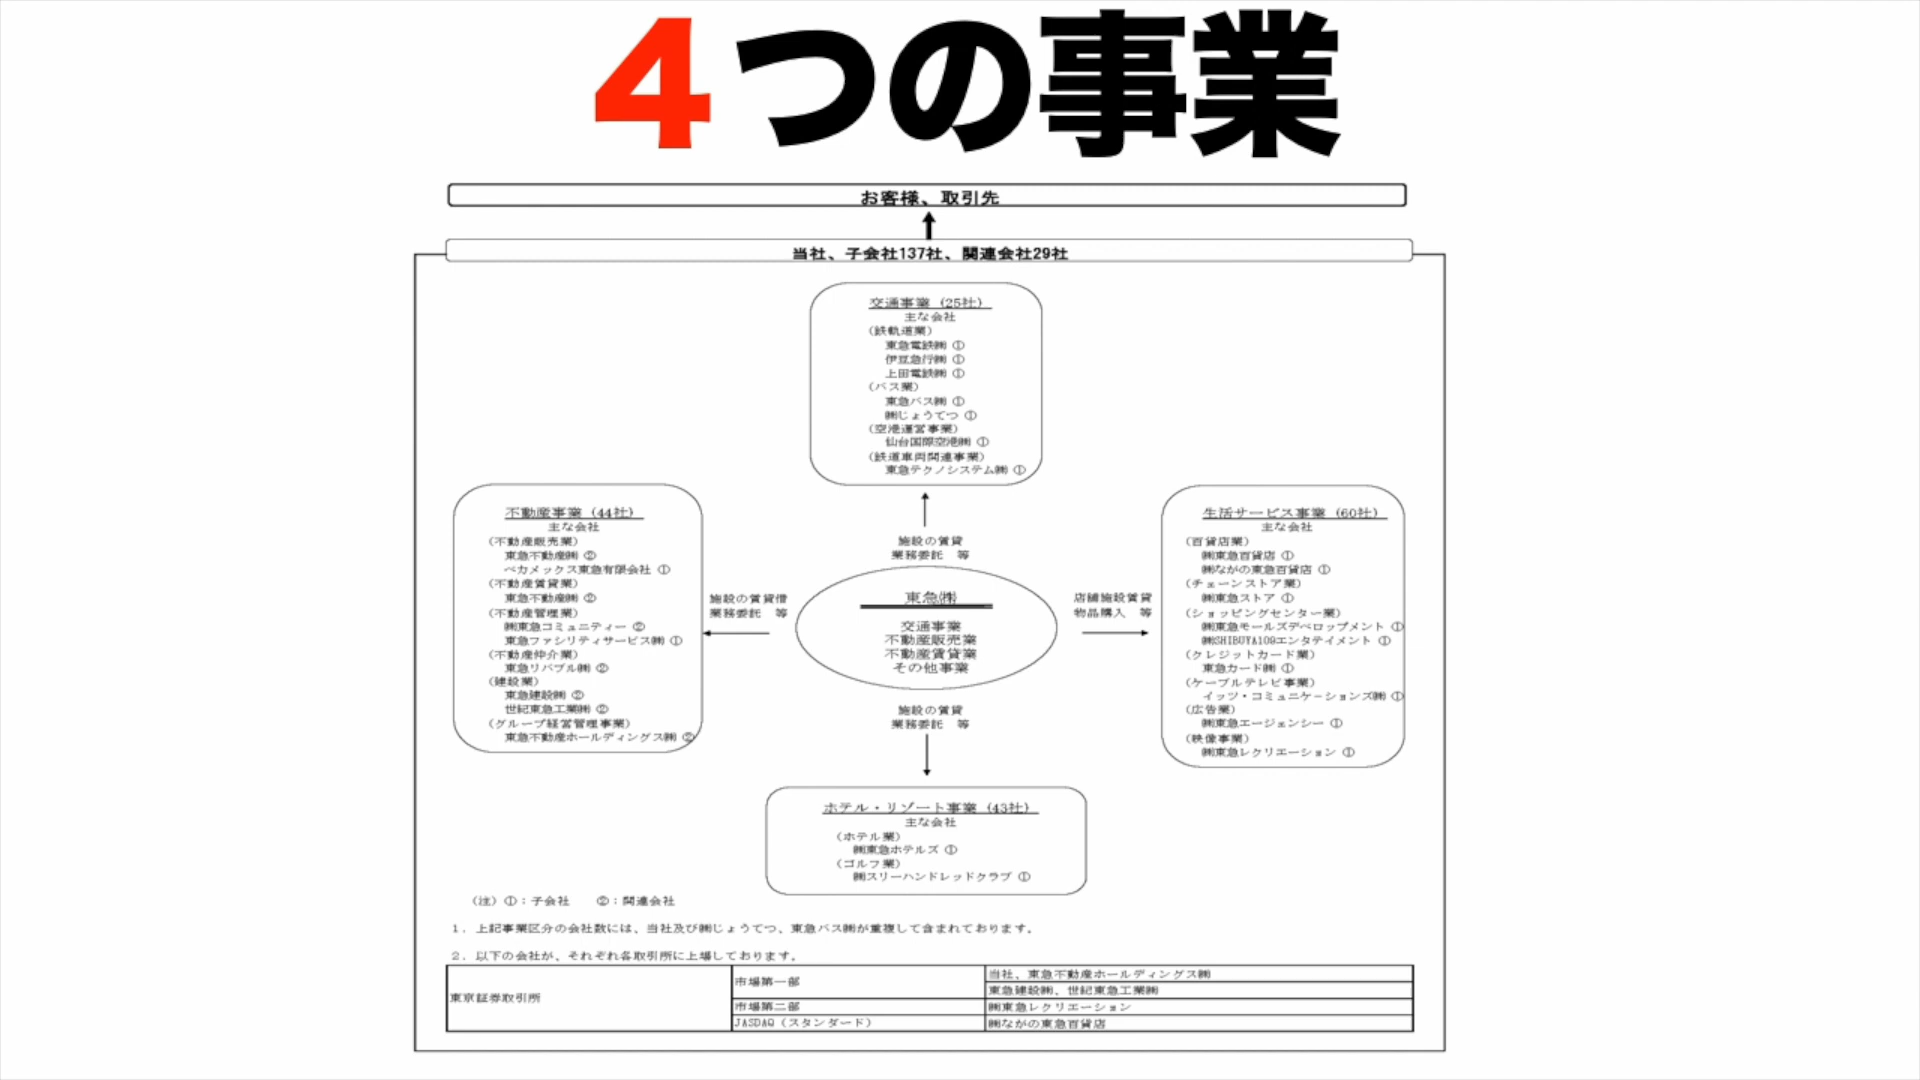 4つの事業
お客様、取引先
当社、子会社137社、関連会社29社
交通事業 (25社)
主な会社
(鉄軌道業)
東急電鉄㈱ ①
伊豆急行㈱ ①
上田電鉄㈱ ①
(バス業)
東急バス㈱ ①
㈱じょうてつ ①
(空港運営事業)
仙台国際空港㈱ ①
(鉄道車両関連事業)
東急テクノシステム㈱ ①
不動産事業 (44社)
主な会社
(不動産販売業)
東急不動産㈱ ②
ベカメックス東急有限会社 ①
(不動産賃貸業)
東急不動産㈱ ②
(不動産管理業)
㈱東急コミュニティー ②
東急ファシリティサービス㈱ ①
(不動産仲介業)
東急リバブル㈱ ②
(建設業)
東急建設㈱ ②
世紀東急工業㈱ ②
(グループ経営管理事業)
東急不動産ホールディングス㈱ ②
施設の賃貸
業務委託 等
施設の賃貸借
業務委託 等
東急㈱
交通事業
不動産販売業
不動産賃貸業
その他事業
店舗施設賃貸
物品購入 等
施設の賃貸
業務委託 等
生活サービス事業 (60社)
主な会社
(百貨店業)
㈱東急百貨店 ①
㈱ながの東急百貨店 ①
(チェーンストア業)
㈱東急ストア ①
(ショッピングセンター業)
㈱東急モールズデベロップメント ①
㈱SHIBUYA109エンタテイメント ①
(クレジットカード業)
東急カード㈱ ①
(ケーブルテレビ事業)
イッツ・コミュニケーションズ㈱ ①
(広告業)
㈱東急エージェンシー ①
(映像事業)
㈱東急レクリエーション ①
ホテル・リゾート事業 (43社)
主な会社
(ホテル業)
㈱東急ホテルズ ①
(ゴルフ業)
㈱スリーハンドレッドクラブ ①
(注) ①:子会社 ②:関連会社
1. 上記事業区分の会社数には、当社及び㈱じょうてつ、東急バス㈱が重複して含まれております。
2. 以下の会社が、それぞれ各取引所に上場しております。
東京証券取引所
市場第一部
当社、東急不動産ホールディングス㈱
東急建設㈱、世紀東急工業㈱
市場第二部
㈱東急レクリエーション
JASDAQ (スタンダード)
㈱ながの東急百貨店